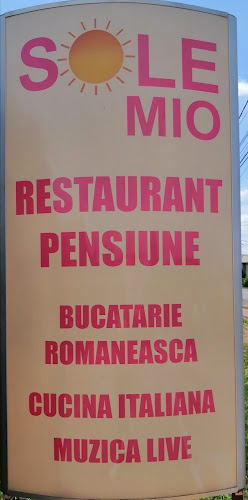 SOLE
MIO
RESTAURANT
PENSIUNE
BUCATARIE
ROMANEASCA
CUCINA ITALIANA
MUZICA LIVE